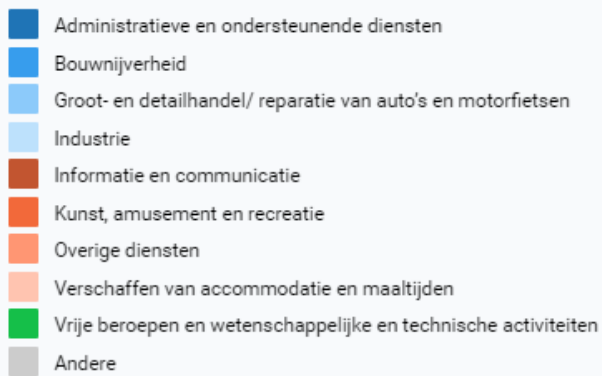 Administratieve en ondersteunende diensten
Bouwnijverheid
Groot- en detailhandel/ reparatie van auto's en motorfietsen
Industrie
Informatie en communicatie
Kunst, amusement en recreatie
Overige diensten
Verschaffen van accommodatie en maaltijden
Vrije beroepen en wetenschappelijke en technische activiteiten
Andere